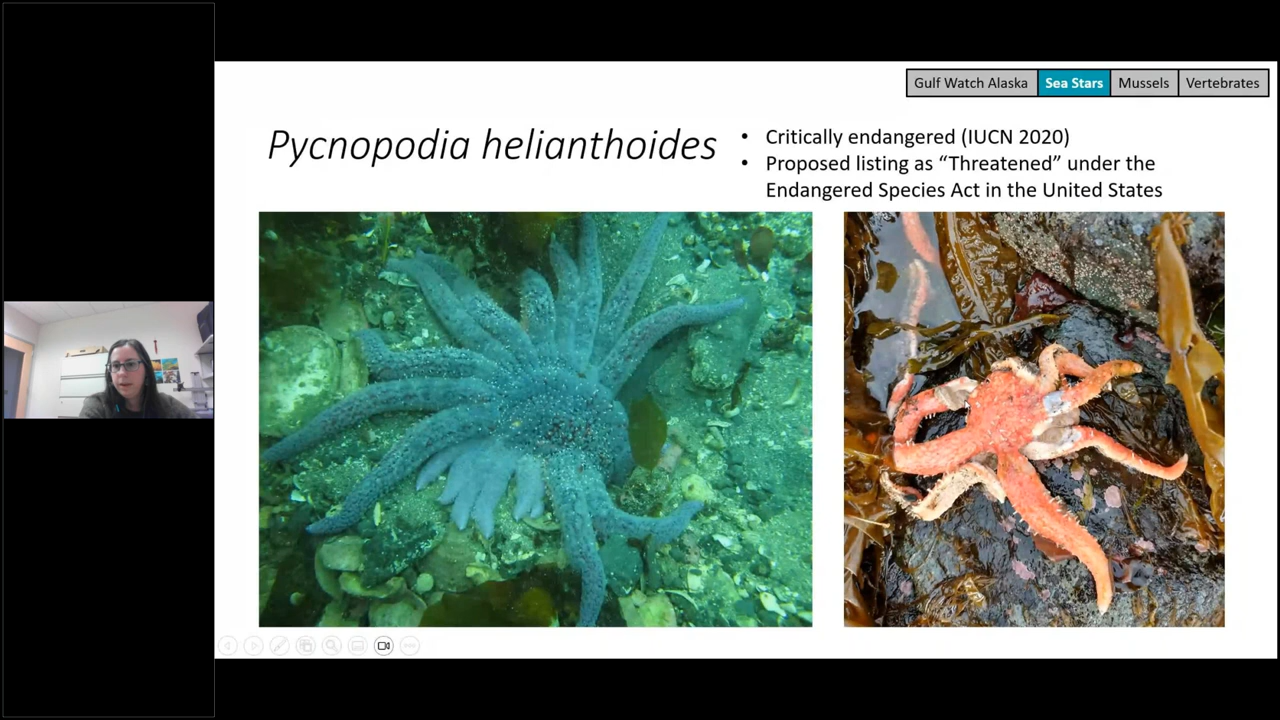 Gulf Watch Alaska Sea Stars Mussels Vertebrates
Pycnopodia helianthoides
• Critically endangered (IUCN 2020)
• Proposed listing as “Threatened” under the
Endangered Species Act in the United States